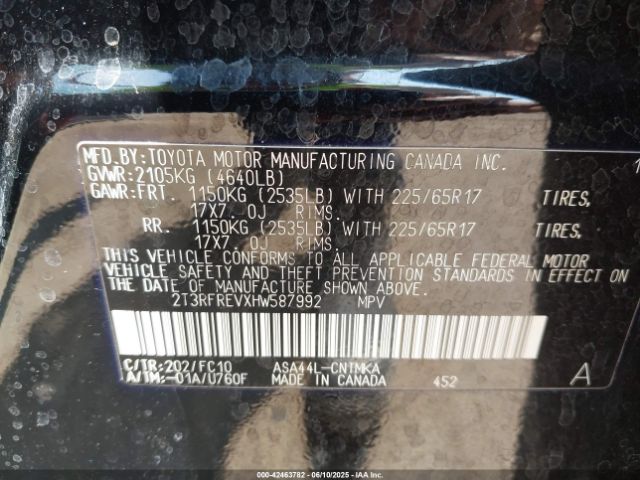 MFD.BY:TOYOTA MOTOR MANUFACTURING CANADA INC.
GVWR:2105KG (4640LB)
GAWR:FRT. 1150KG (2535LB) WITH 225/65R17 TIRES,
17X7. 0J RIMS.
RR. 1150KG (2535LB) WITH 225/65R17 TIRES,
17X7. 0J RIMS.
THIS VEHICLE CONFORMS TO ALL APPLICABLE FEDERAL MOTOR
VEHICLE SAFETY AND THEFT PREVENTION STANDARDS IN EFFECT ON
THE DATE OF MANUFACTURE SHOWN ABOVE.
2T3RFREVXHW587992 MPV
C/TR:202/FC10 ASA44L-CNTMKA
A/TM:-01A/U760F MADE IN CANADA 452 A
000-42463782 - 06/10/2025 - IAA, Inc.